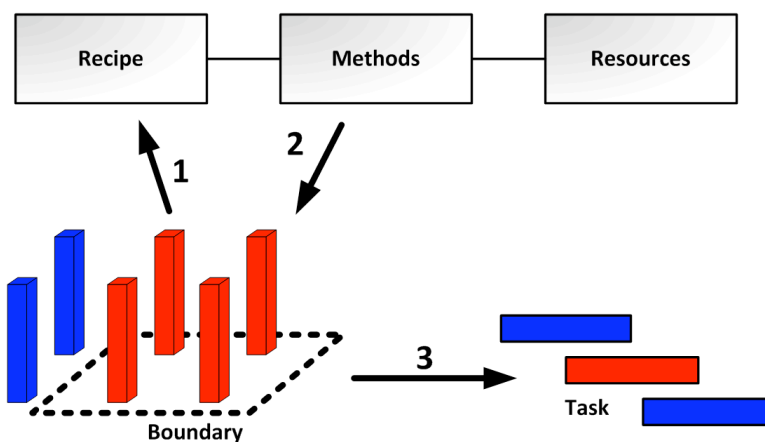 Recipe
Methods
Resources
1
2
3
Task
Boundary